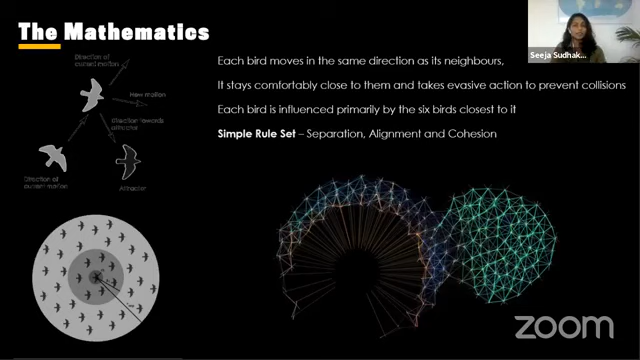 The Mathematics
Seeja Sudhak...
Each bird moves in the same direction as its neighbours,
It stays comfortably close to them and takes evasive action to prevent collisions
Each bird is influenced primarily by the six birds closest to it
Simple Rule Set – Separation, Alignment and Cohesion
Direction of
current motion
New motion
Direction towards
attractor
Direction of
current motion
Attractor
zoom